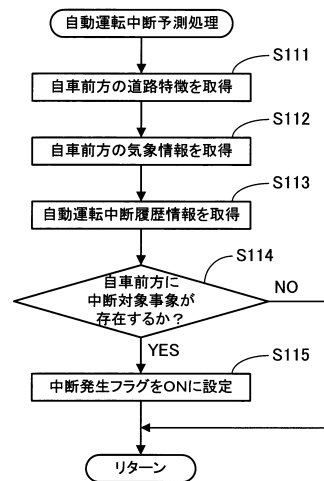 自動運転中断予測処理
S111
自車前方の道路特徴を取得
S112
自車前方の気象情報を取得
S113
自動運転中断履歴情報を取得
S114
自車前方に
中断対象事象が
存在するか？
NO
YES
S115
中断発生フラグをONに設定
リターン